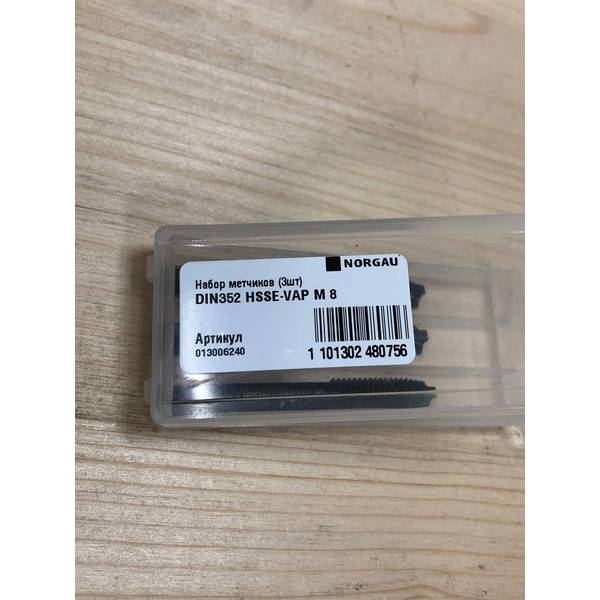 NORGAU
Набор метчиков (3шт)
DIN352 HSSE-VAP M 8
Артикул
013006240
1 101302 480756